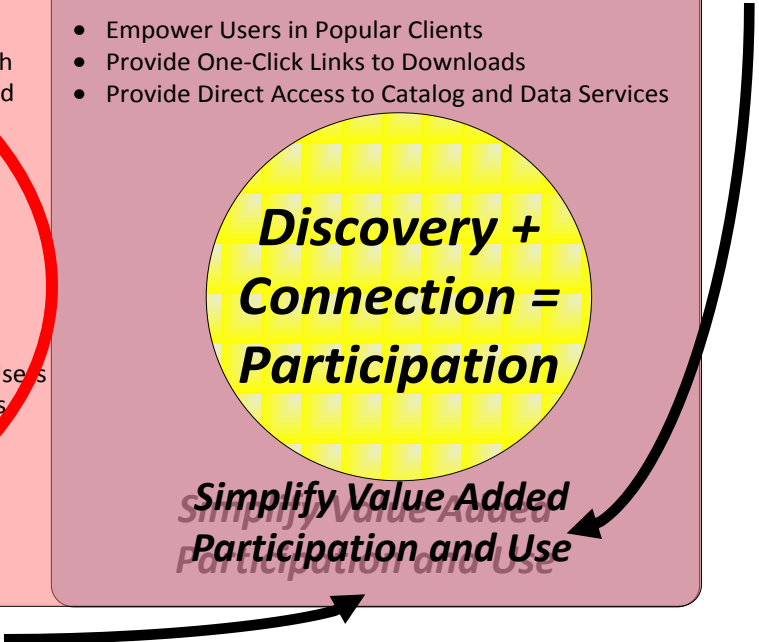 • Empower Users in Popular Clients
• Provide One-Click Links to Downloads
• Provide Direct Access to Catalog and Data Services
Discovery +
Connection =
Participation
Simplify Value Added
Participation and Use